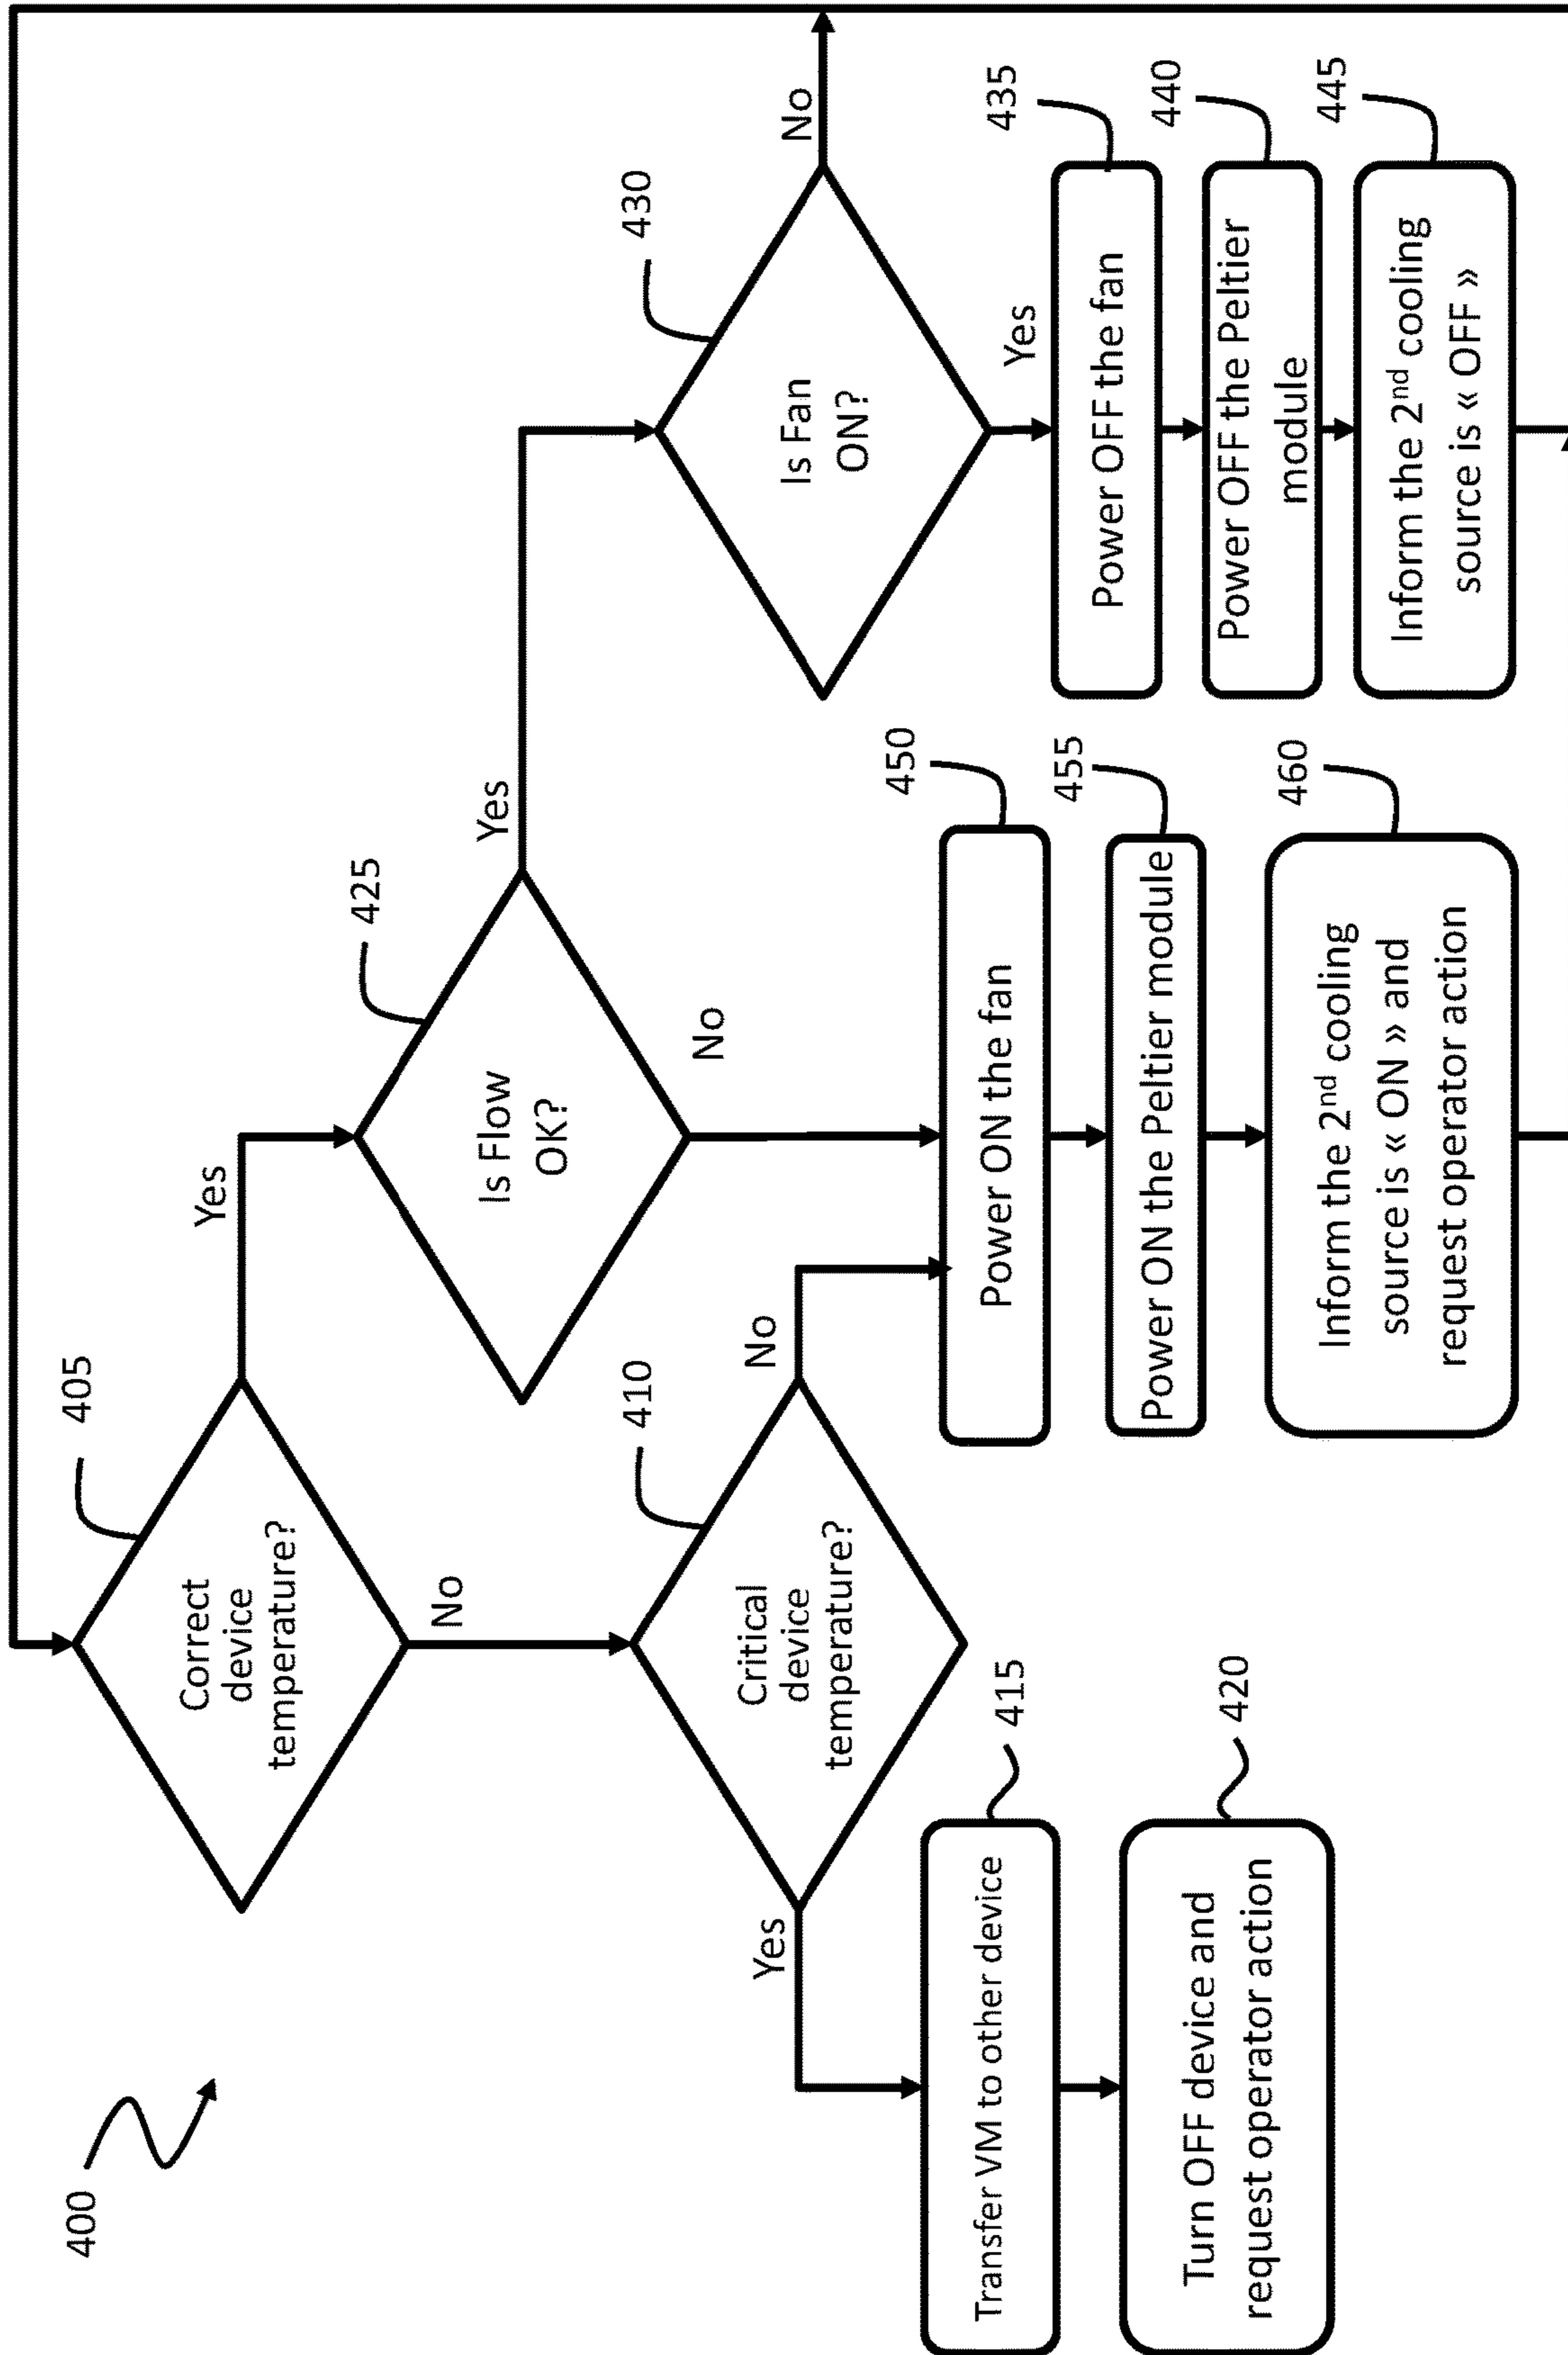 400
405
Correct
device
temperature?
Yes
No
425
Is Flow
OK?
Yes
No
430
Is Fan
ON?
No
Yes
410
Critical
device
temperature?
Yes
No
415
Transfer VM to other device
420
Turn OFF device and
request operator action
450
Power ON the fan
455
Power ON the Peltier module
460
Inform the 2nd cooling
source is « ON » and
request operator action
435
Power OFF the fan
440
Power OFF the Peltier
module
445
Inform the 2nd cooling
source is « OFF »